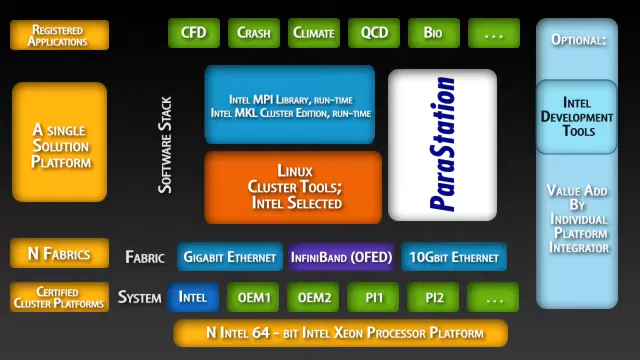 Registered
Applications
CFD
Crash
Climate
QCD
Bio
...
Optional:
A single
Solution
Platform
Software Stack
Intel MPI Library, run-time
Intel MKL Cluster Edition, run-time
Linux
Cluster Tools;
Intel Selected
ParaStation
Intel
Development
Tools
Value Add
By
Individual
Platform
Integrator
N Fabrics
Fabric
Gigabit Ethernet
InfiniBand (OFED)
10Gbit Ethernet
Certified
Cluster Platforms
System
Intel
OEM1
OEM2
PI1
PI2
...
N Intel 64 - bit Intel Xeon Processor Platform